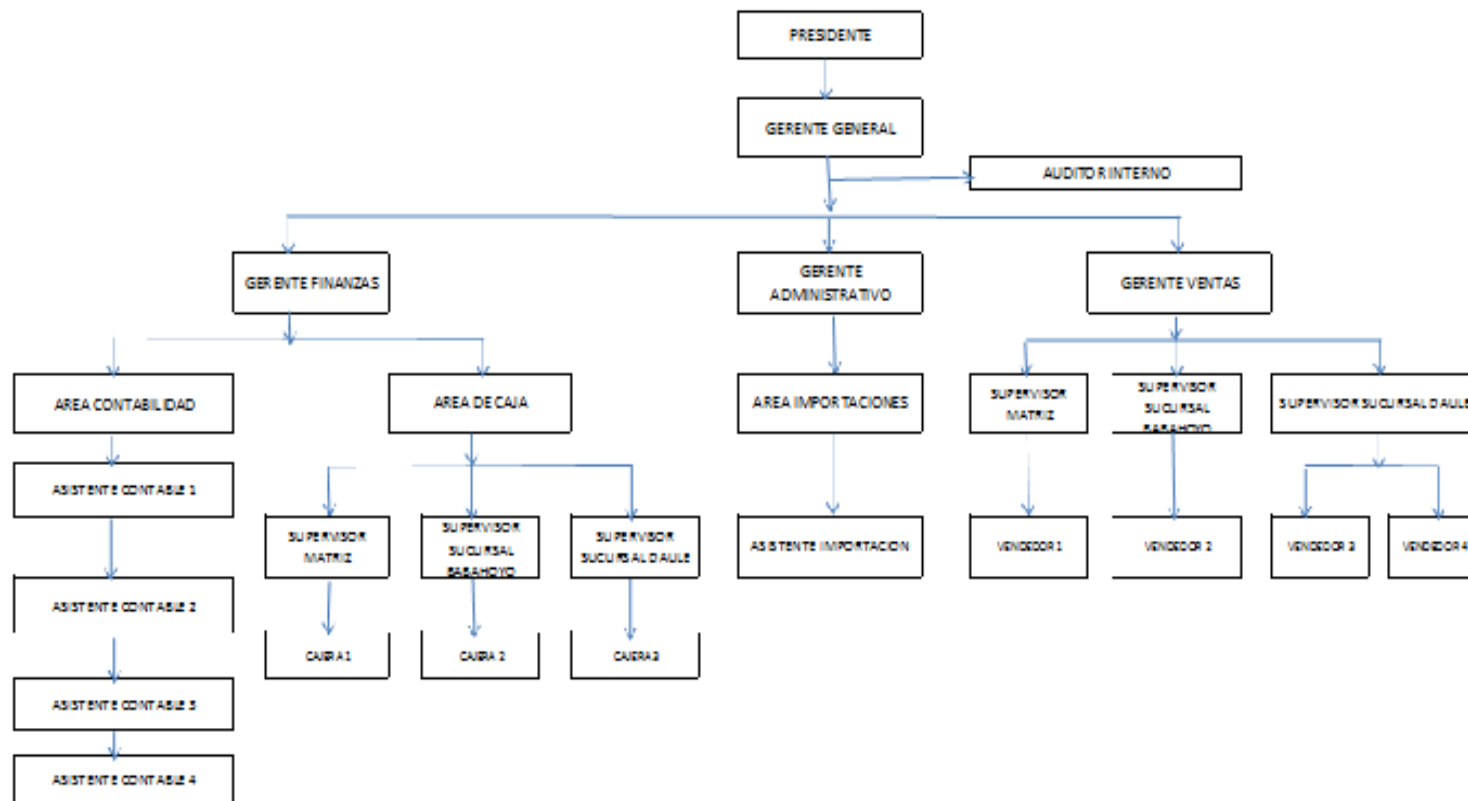 PRESIDENTE
GERENTE GENERAL
AUDITOR INTERNO
GERENTE FINANZAS
GERENTE
ADMINISTRATIVO
GERENTE VENTAS
AREA CONTABILIDAD
AREA DE CAJA
AREA IMPORTACIONES
SUPERVISOR
MATRIZ
SUPERVISOR
SUCURSAL
BABAHOYO
SUPERVISOR SUCURSAL DAULE
ASISTENTE CONTABLE 1
SUPERVISOR
MATRIZ
SUPERVISOR
SUCURSAL
BABAHOYO
SUPERVISOR
SUCURSAL DAULE
ASISTENTE IMPORTACION
VENDEDOR 1
VENDEDOR 2
VENDEDOR 3
VENDEDOR 4
ASISTENTE CONTABLE 2
CAJERA 1
CAJERA 2
CAJERA 3
ASISTENTE CONTABLE 3
ASISTENTE CONTABLE 4